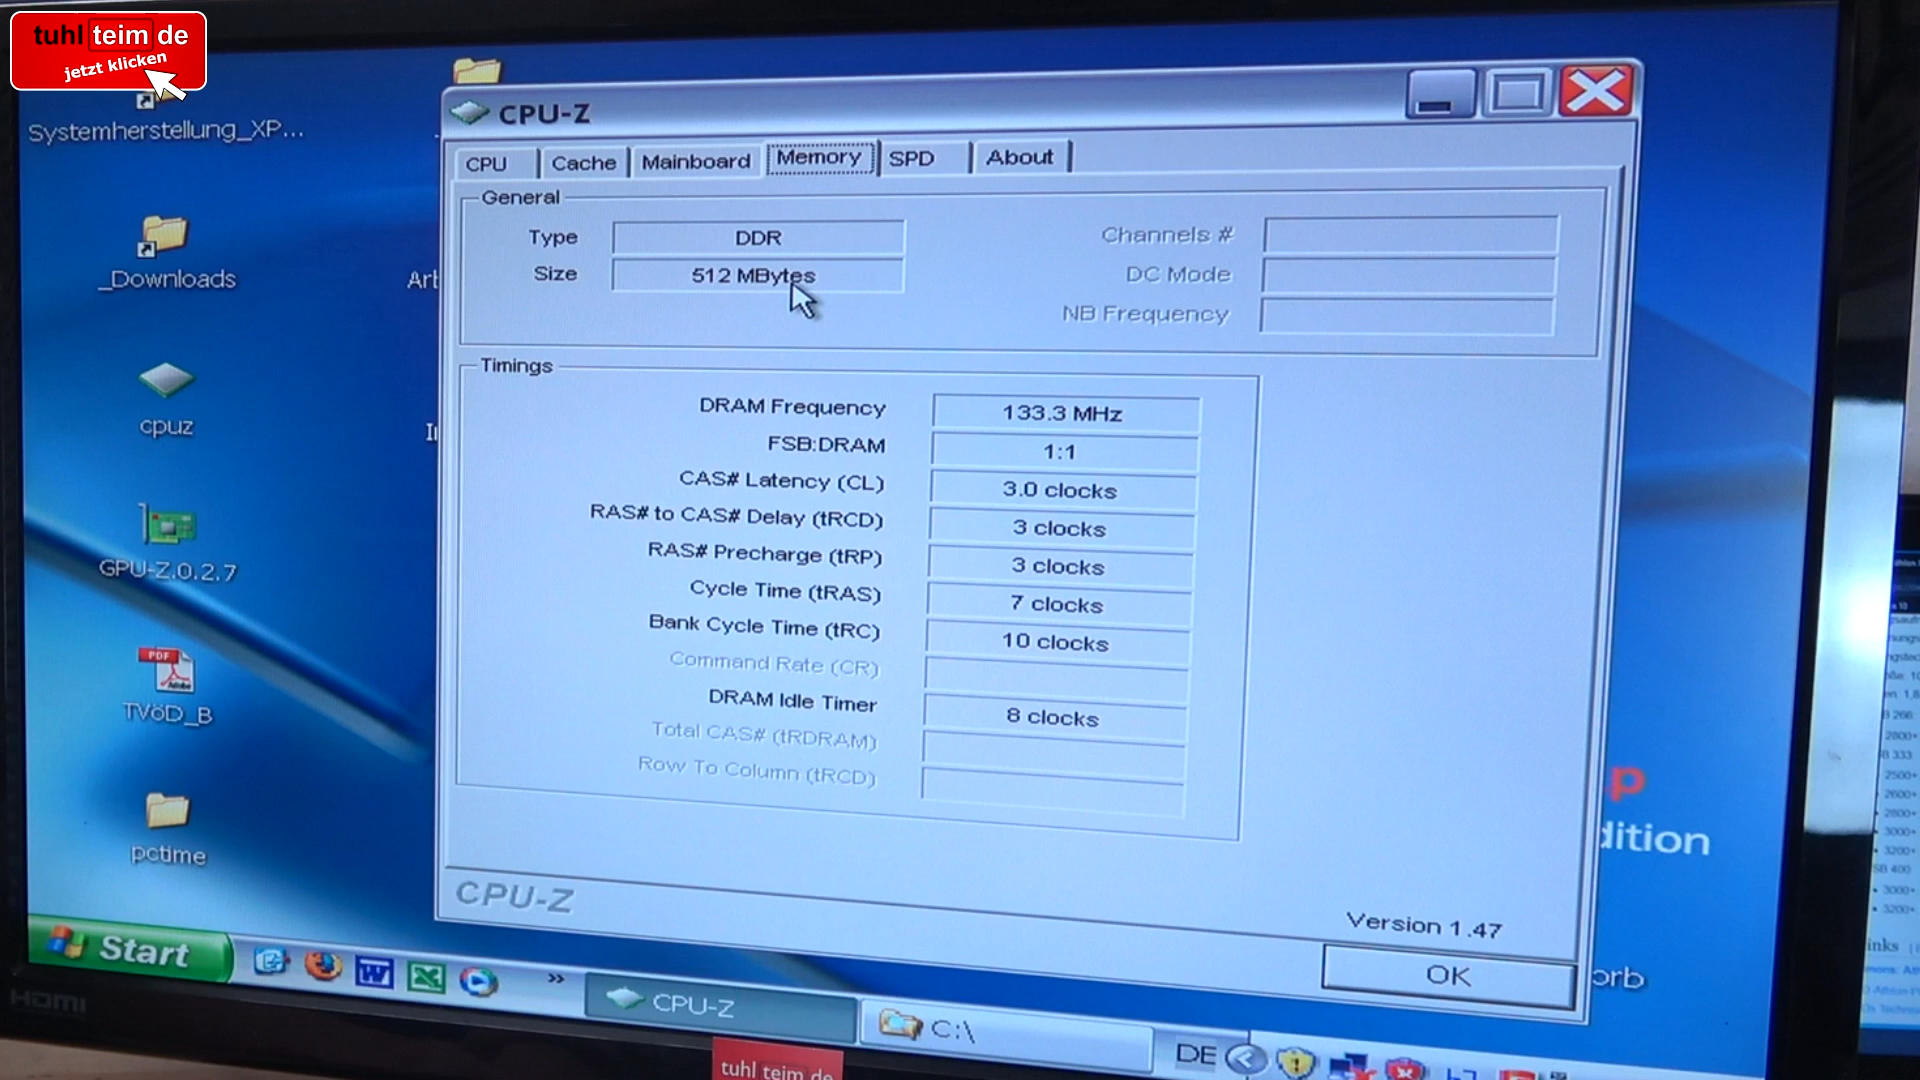 tuhl teim de
jetzt klicken
Systemherstellung_XP...
_Downloads
cpuz
GPU-Z.0.2.7
TVöD_B
pctime
CPU-Z
CPU
Cache
Mainboard
Memory
SPD
About
General
Type
DDR
Channels #
Size
512 MBytes
DC Mode
NB Frequency
Timings
DRAM Frequency
133.3 MHz
FSB:DRAM
1:1
CAS# Latency (CL)
3.0 clocks
RAS# to CAS# Delay (tRCD)
3 clocks
RAS# Precharge (tRP)
3 clocks
Cycle Time (tRAS)
7 clocks
Bank Cycle Time (tRC)
10 clocks
Command Rate (CR)
DRAM Idle Timer
8 clocks
Total CAS# (tRDRAM)
Row To Column (tRCD)
CPU-Z
Version 1.47
OK
p
dition
orb
Start
CPU-Z
C:\
DE
HDMI
tuhl teim de